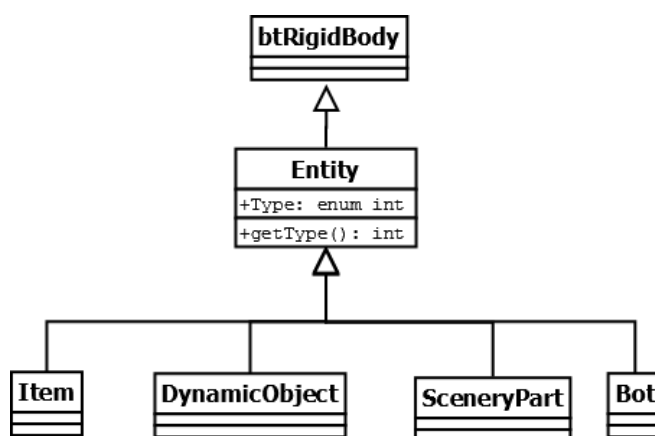 btRigidBody
Entity
+Type: enum int
+getType(): int
Item
DynamicObject
SceneryPart
Bot